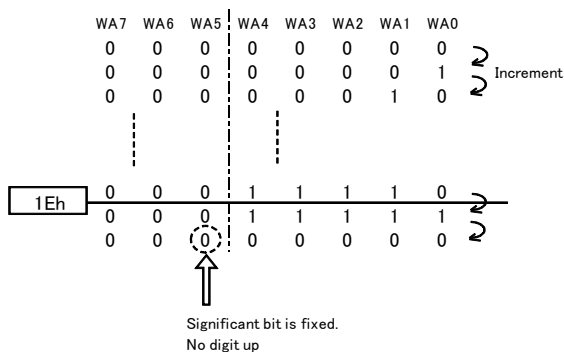 WA7 WA6 WA5 WA4 WA3 WA2 WA1 WA0
0 0 0 0 0 0 0 0
0 0 0 0 0 0 0 1
Increment
0 0 0 0 0 0 1 0
0 0 0 1 1 1 1 0
1Eh
0 0 0 1 1 1 1 1
0 0 0 0 0 0 0 0
Significant bit is fixed.
No digit up